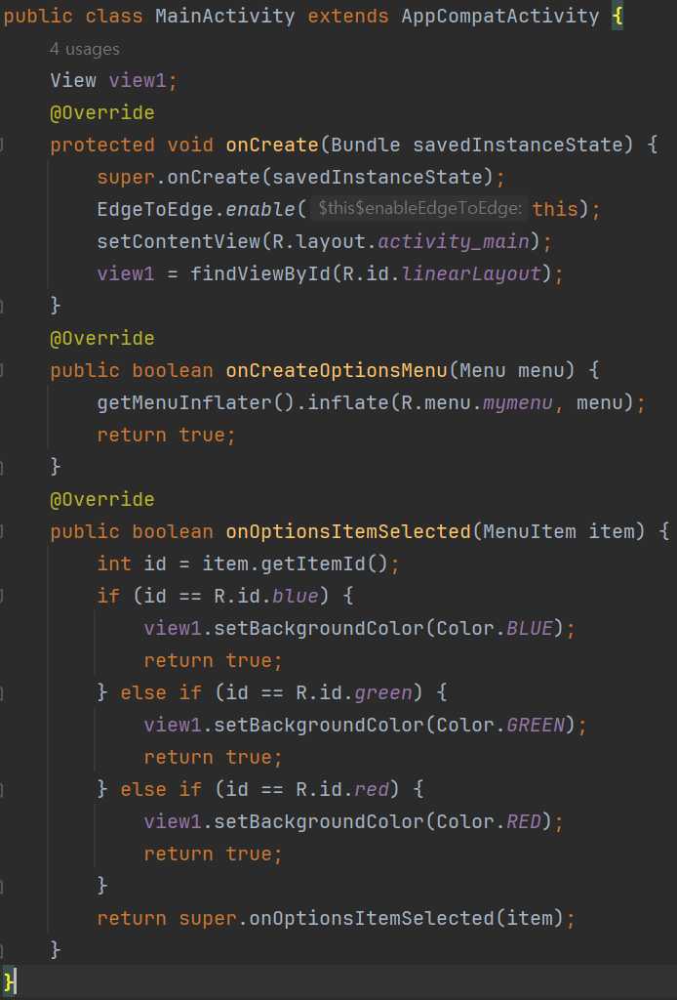 public class MainActivity extends AppCompatActivity {
4 usages
View view1;
@Override
protected void onCreate(Bundle savedInstanceState) {
super.onCreate(savedInstanceState);
EdgeToEdge.enable( $this$enableEdgeToEdge: this);
setContentView(R.layout.activity_main);
view1 = findViewById(R.id.linearLayout);
}
@Override
public boolean onCreateOptionsMenu(Menu menu) {
getMenuInflater().inflate(R.menu.mymenu, menu);
return true;
}
@Override
public boolean onOptionsItemSelected(MenuItem item) {
int id = item.getItemId();
if (id == R.id.blue) {
view1.setBackgroundColor(Color.BLUE);
return true;
} else if (id == R.id.green) {
view1.setBackgroundColor(Color.GREEN);
return true;
} else if (id == R.id.red) {
view1.setBackgroundColor(Color.RED);
return true;
}
return super.onOptionsItemSelected(item);
}
}